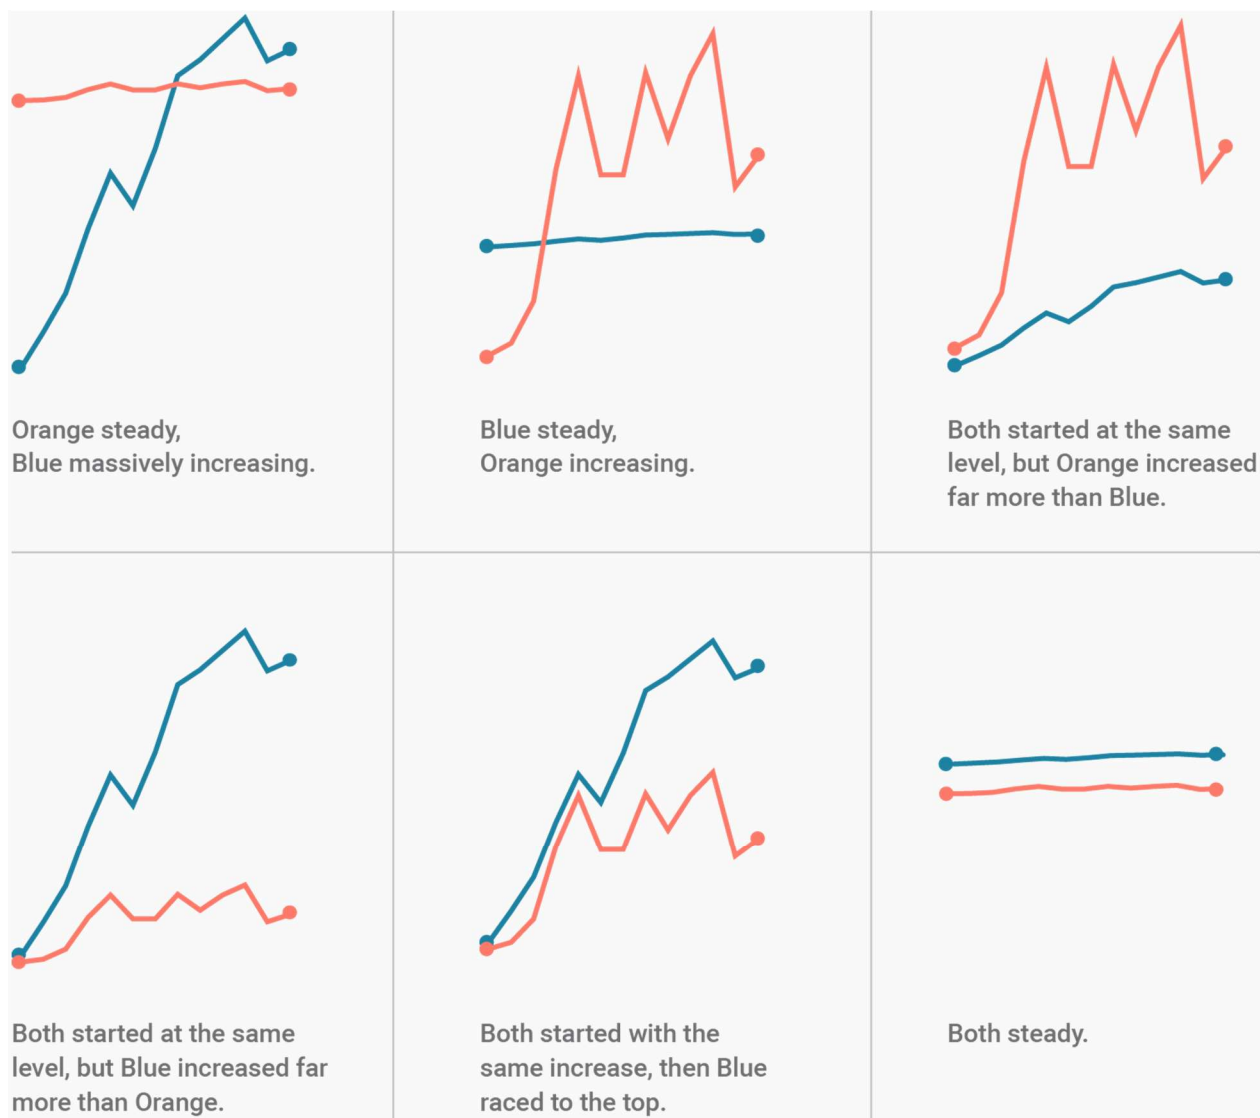 Orange steady,
Blue massively increasing.
Blue steady,
Orange increasing.
Both started at the same
level, but Orange increased
far more than Blue.
Both started at the same
level, but Blue increased far
more than Orange.
Both started with the
same increase, then Blue
raced to the top.
Both steady.